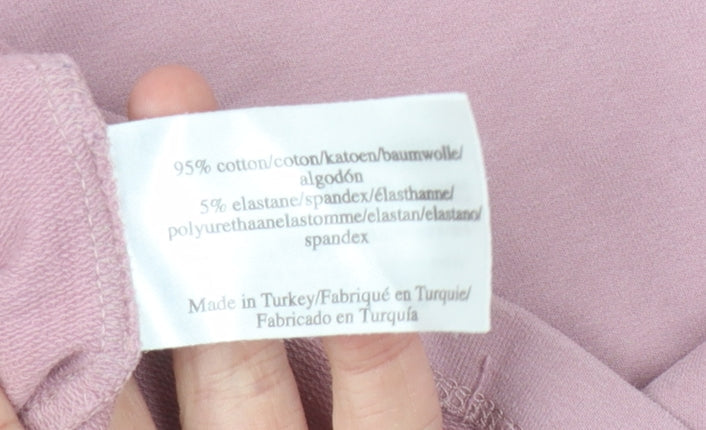 95% cotton/coton/katoen/baumwolle/
algodón
5% elastane/spandex/élasthanne/
polyurethaanelastomme/elastan/elastano/
spandex
Made in Turkey/Fabriqué en Turquie/
Fabricado en Turquía